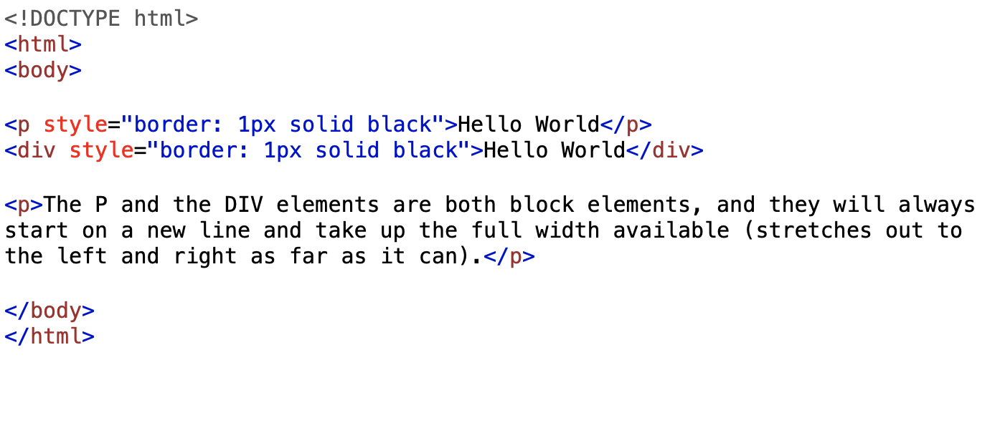 <!DOCTYPE html>
<html>
<body>
<p style="border: 1px solid black">Hello World</p>
<div style="border: 1px solid black">Hello World</div>
<p>The P and the DIV elements are both block elements, and they will always
start on a new line and take up the full width available (stretches out to
the left and right as far as it can).</p>
</body>
</html>